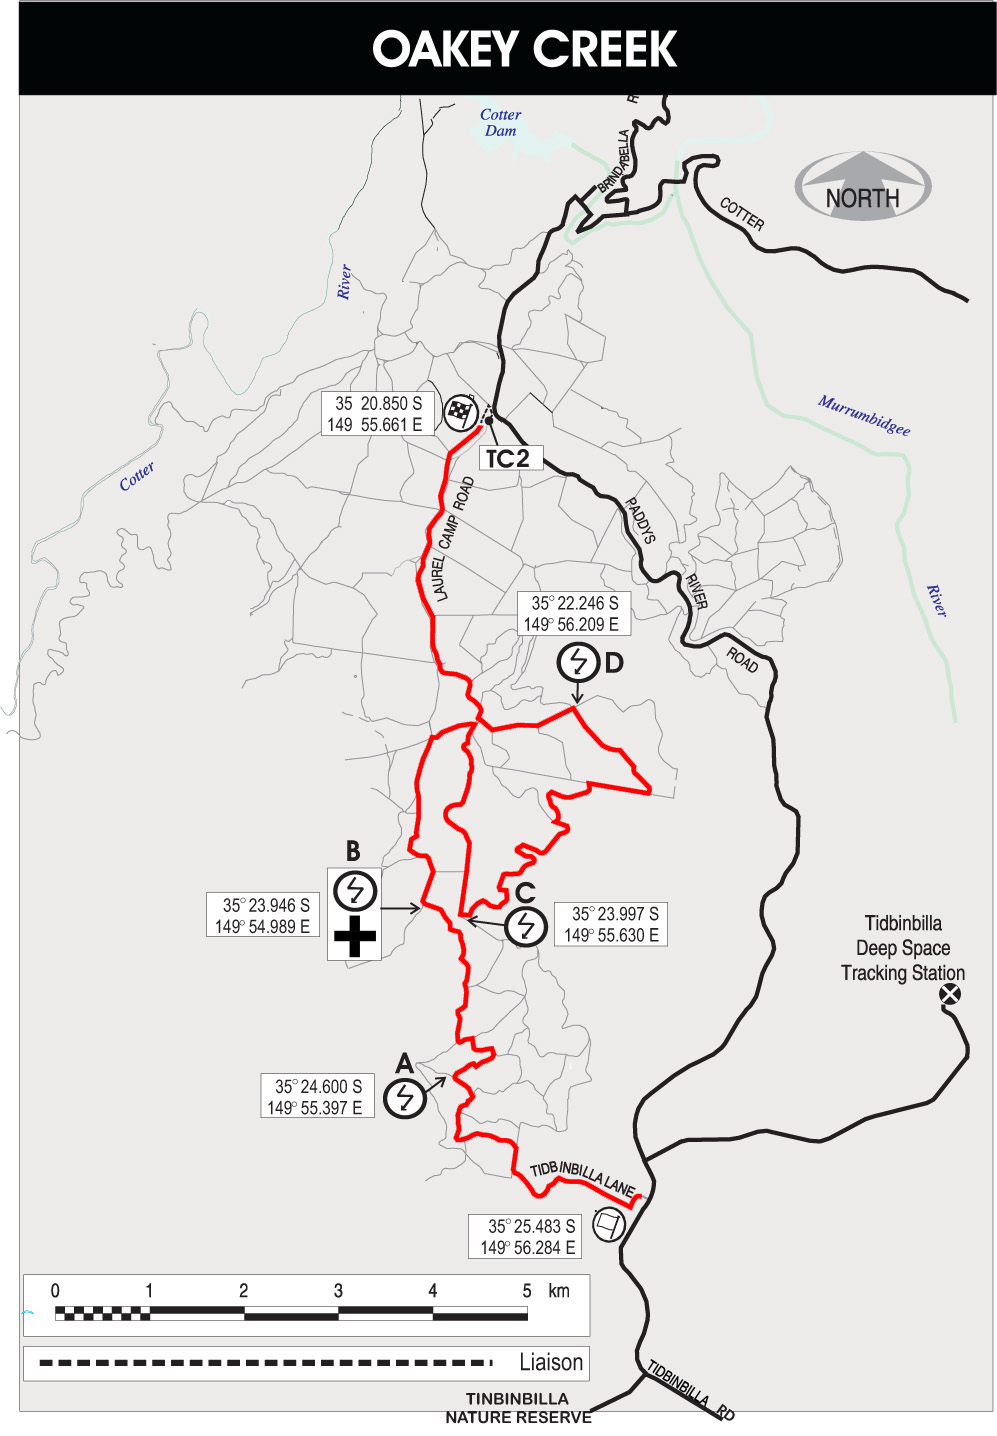 OAKEY CREEK
R
Cotter
Dam
BRINDABELLA
NORTH
COTTER
River
35 20.850 S
149 55.661 E
TC2
Murrumbidgee
Cotter
LAUREL CAMP ROAD
PADDYS
RIVER
ROAD
River
35° 22.246 S
149° 56.209 E
D
B
35° 23.946 S
149° 54.989 E
C
35° 23.997 S
149° 55.630 E
Tidbinbilla
Deep Space
Tracking Station
A
35° 24.600 S
149° 55.397 E
TIDBINBILLA LANE
35° 25.483 S
149° 56.284 E
0 1 2 3 4 5 km
Liaison
TIDBINBILLA RD
TINBINBILLA
NATURE RESERVE